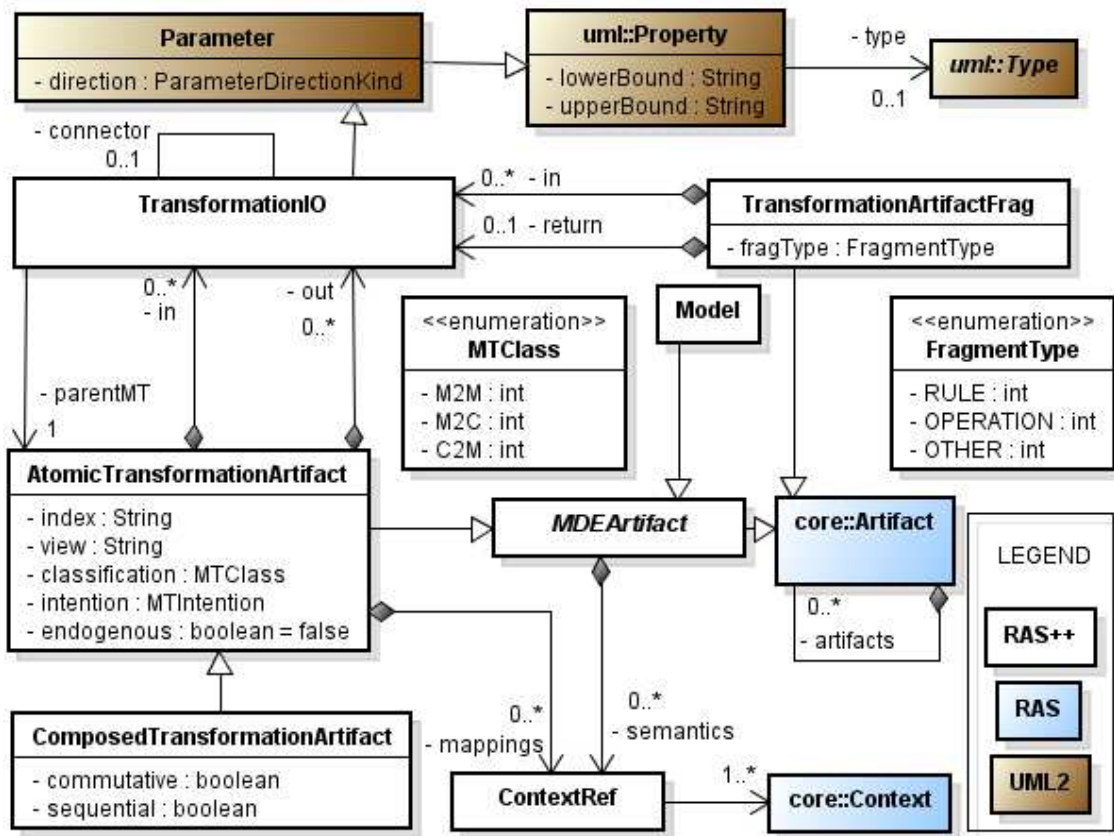 Parameter
- direction : ParameterDirectionKind
uml::Property
- lowerBound : String
- upperBound : String
- type
0..1
uml::Type
- connector
0..1
TransformationIO
0..* - in
0..1 - return
TransformationArtifactFrag
- fragType : FragmentType
0..*
- in
- out
0..*
<<enumeration>>
MTClass
- M2M : int
- M2C : int
- C2M : int
Model
<<enumeration>>
FragmentType
- RULE : int
- OPERATION : int
- OTHER : int
- parentMT
1
AtomicTransformationArtifact
- index : String
- view : String
- classification : MTClass
- intention : MTIntention
- endogenous : boolean = false
MDEArtifact
core::Artifact
0..*
- artifacts
LEGEND
RAS++
RAS
UML2
0..*
- mappings
0..*
- semantics
ComposedTransformationArtifact
- commutative : boolean
- sequential : boolean
ContextRef
1..*
core::Context